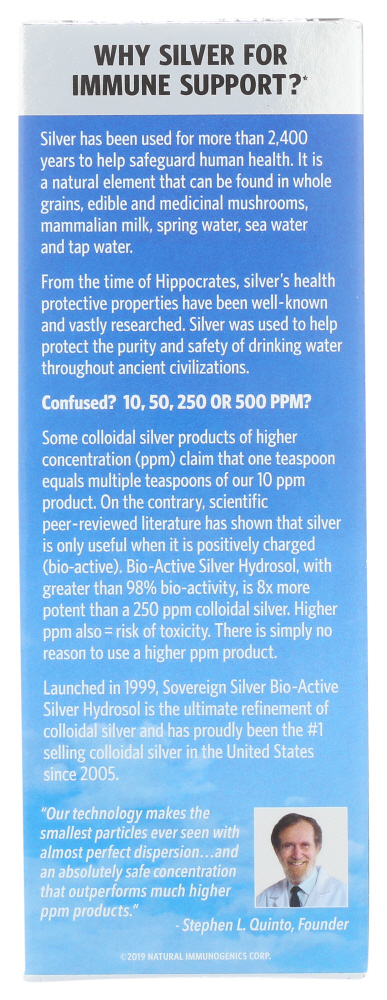 WHY SILVER FOR
IMMUNE SUPPORT?*
Silver has been used for more than 2,400
years to help safeguard human health. It is
a natural element that can be found in whole
grains, edible and medicinal mushrooms,
mammalian milk, spring water, sea water
and tap water.
From the time of Hippocrates, silver's health
protective properties have been well-known
and vastly researched. Silver was used to help
protect the purity and safety of drinking water
throughout ancient civilizations.
Confused? 10, 50, 250 OR 500 PPM?
Some colloidal silver products of higher
concentration (ppm) claim that one teaspoon
equals multiple teaspoons of our 10 ppm
product. On the contrary, scientific
peer-reviewed literature has shown that silver
is only useful when it is positively charged
(bio-active). Bio-Active Silver Hydrosol, with
greater than 98% bio-activity, is 8x more
potent than a 250 ppm colloidal silver. Higher
ppm also = risk of toxicity. There is simply no
reason to use a higher ppm product.
Launched in 1999, Sovereign Silver Bio-Active
Silver Hydrosol is the ultimate refinement of
colloidal silver and has proudly been the #1
selling colloidal silver in the United States
since 2005.
"Our technology makes the
smallest particles ever seen with
almost perfect dispersion...and
an absolutely safe concentration
that outperforms much higher
ppm products."
- Stephen L. Quinto, Founder
©2019 NATURAL IMMUNOGENICS CORP.